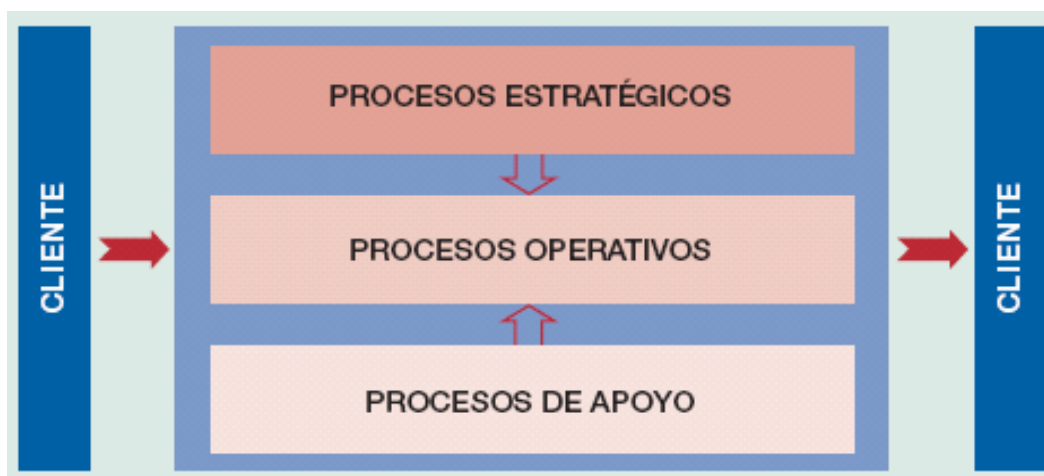 CLIENTE
PROCESOS ESTRATÉGICOS
PROCESOS OPERATIVOS
PROCESOS DE APOYO
CLIENTE